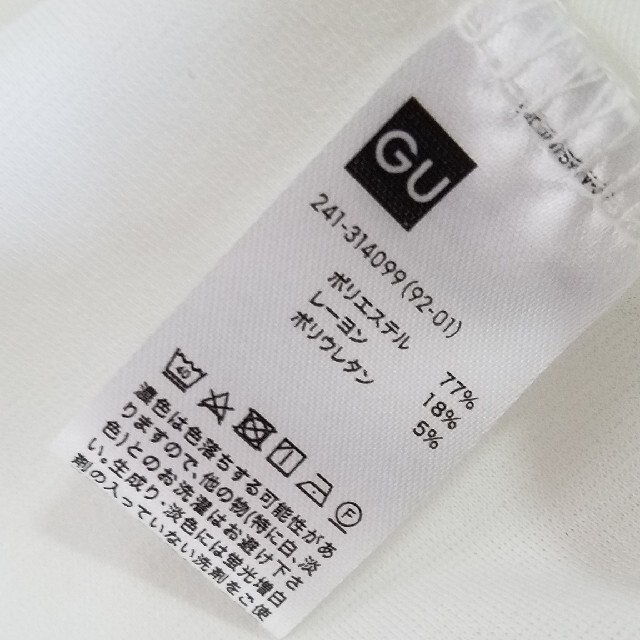 GU
241-314099(92-01)
ポリエステル 77%
レーヨン 18%
ポリウレタン 5%
40
濃色は色落ちする可能性があ
りますので、他の物(特に白、淡
色)とのお洗濯はお避け下さ
い。生成り、淡色には蛍光増白
剤の入っていない洗剤をご使